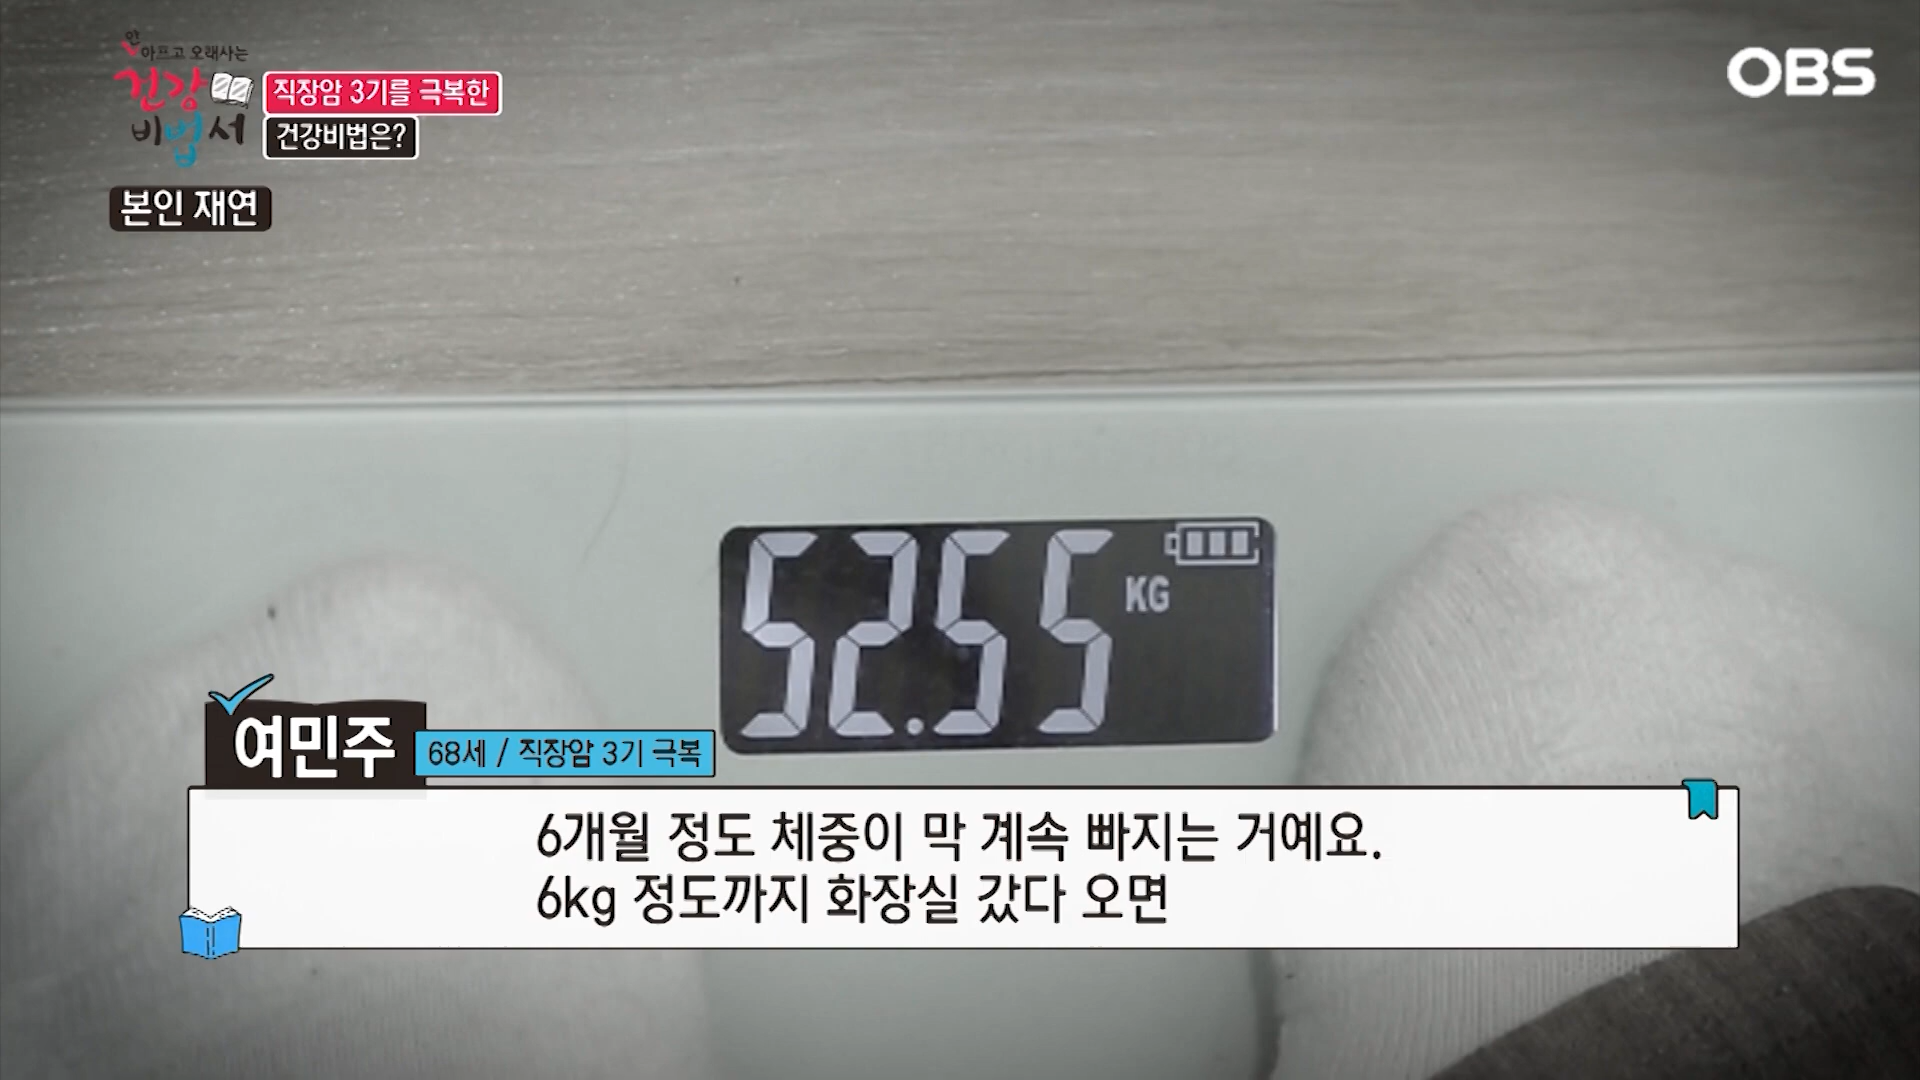 안 아프고 오래사는
건강
비법서
직장암 3기를 극복한
건강비법은?
OBS
본인 재연
52.55 KG
여민주
68세 / 직장암 3기 극복
6개월 정도 체중이 막 계속 빠지는 거예요.
6kg 정도까지 화장실 갔다 오면